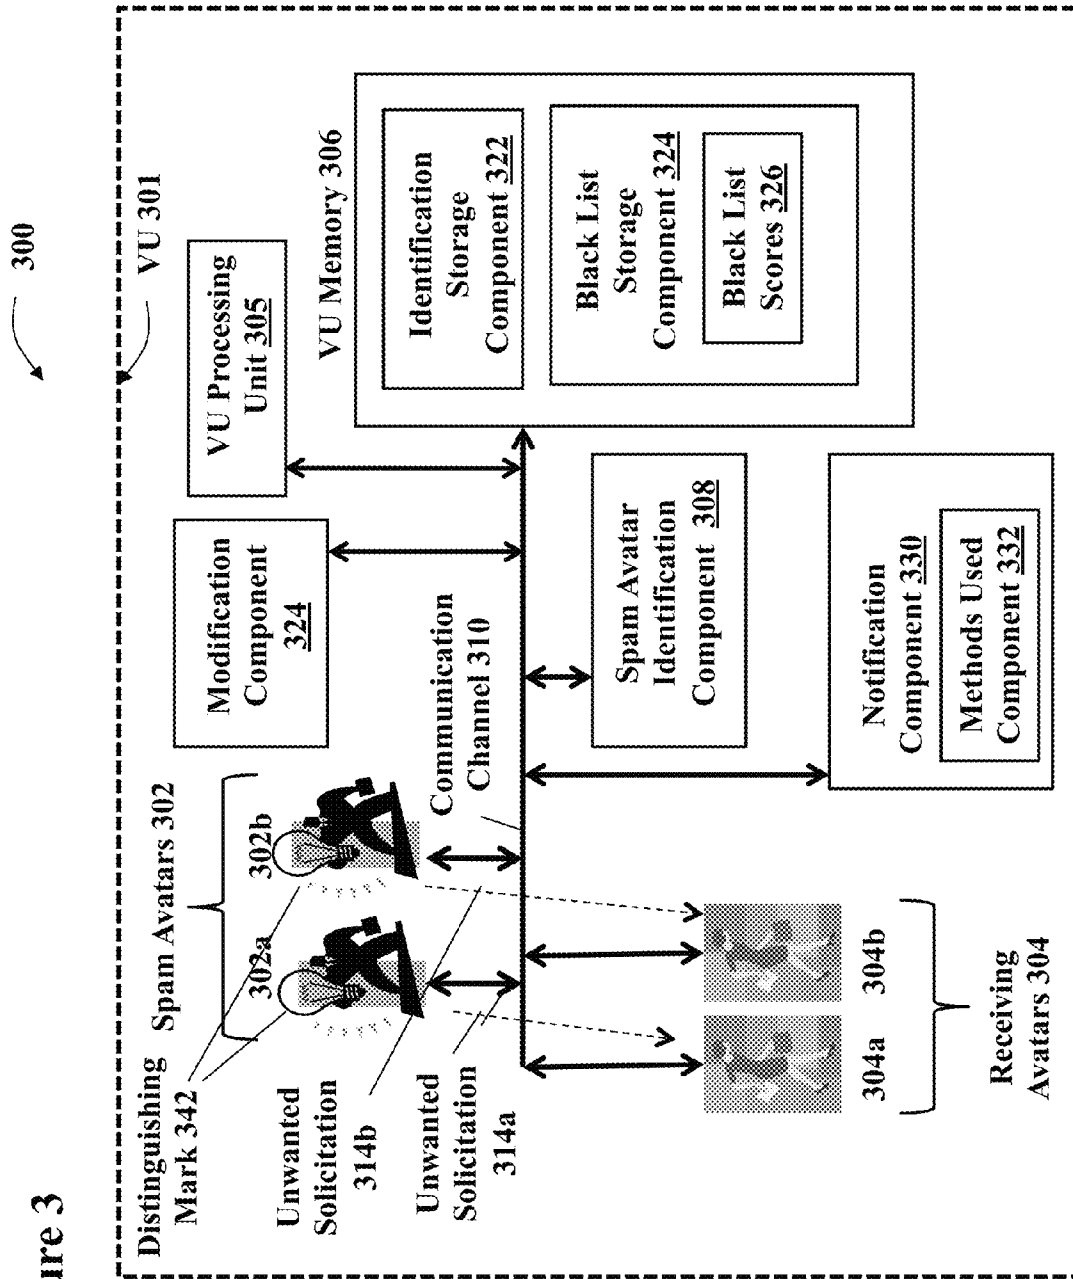 ure 3
300
VU 301
Distinguishing
Mark 342
Spam Avatars 302
302a
302b
Modification
Component
324
VU Processing
Unit 305
VU Memory 306
Identification
Storage
Component 322
Black List
Storage
Component 324
Black List
Scores 326
Unwanted
Solicitation
314b
Unwanted
Solicitation
314a
Communication
Channel 310
Spam Avatar
Identification
Component 308
Notification
Component 330
Methods Used
Component 332
304a
304b
Receiving
Avatars 304